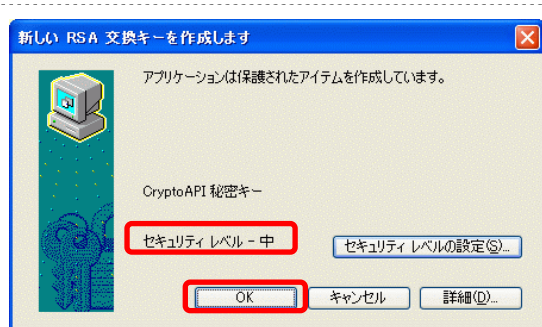 新しい RSA 交換キーを作成します
アプリケーションは保護されたアイテムを作成しています。
CryptoAPI 秘密キー
セキュリティ レベル - 中
セキュリティ レベルの設定(S)...
OK
キャンセル
詳細(D)...